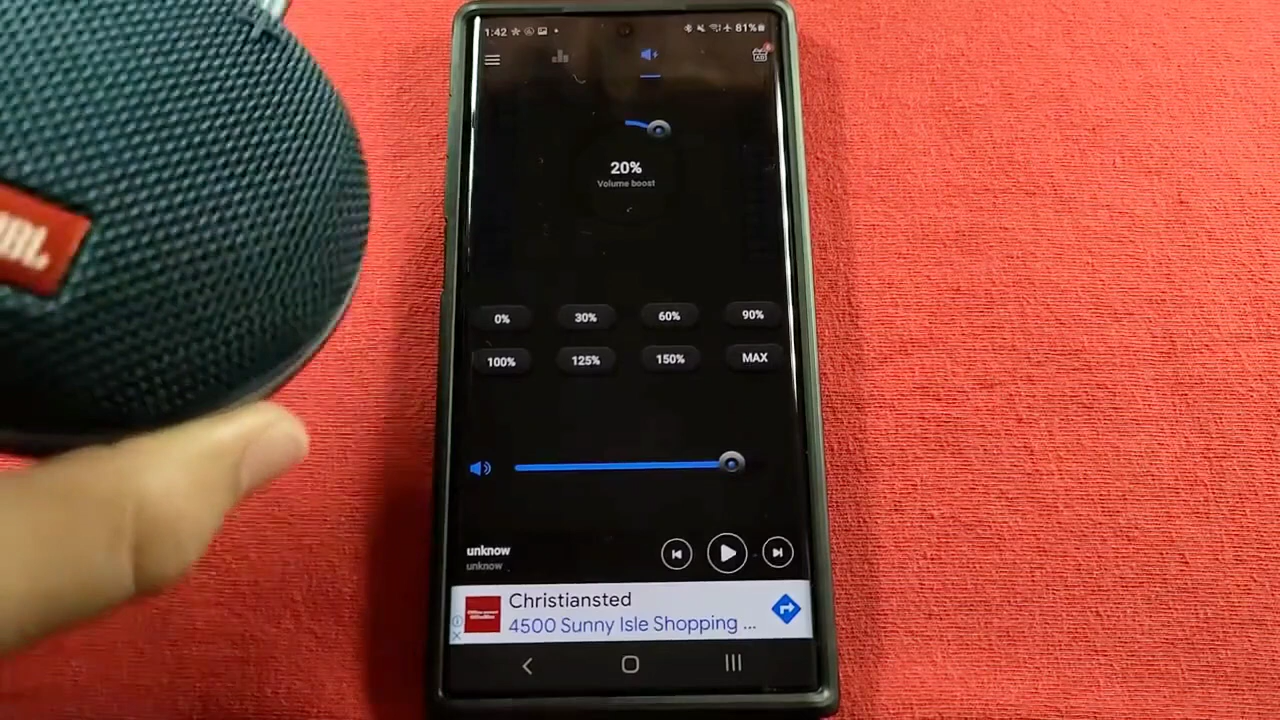 1:42
81%
AD
20%
Volume boost
0%
30%
60%
90%
100%
125%
150%
MAX
unknow
unknow
Christiansted
4500 Sunny Isle Shopping ...
JBL